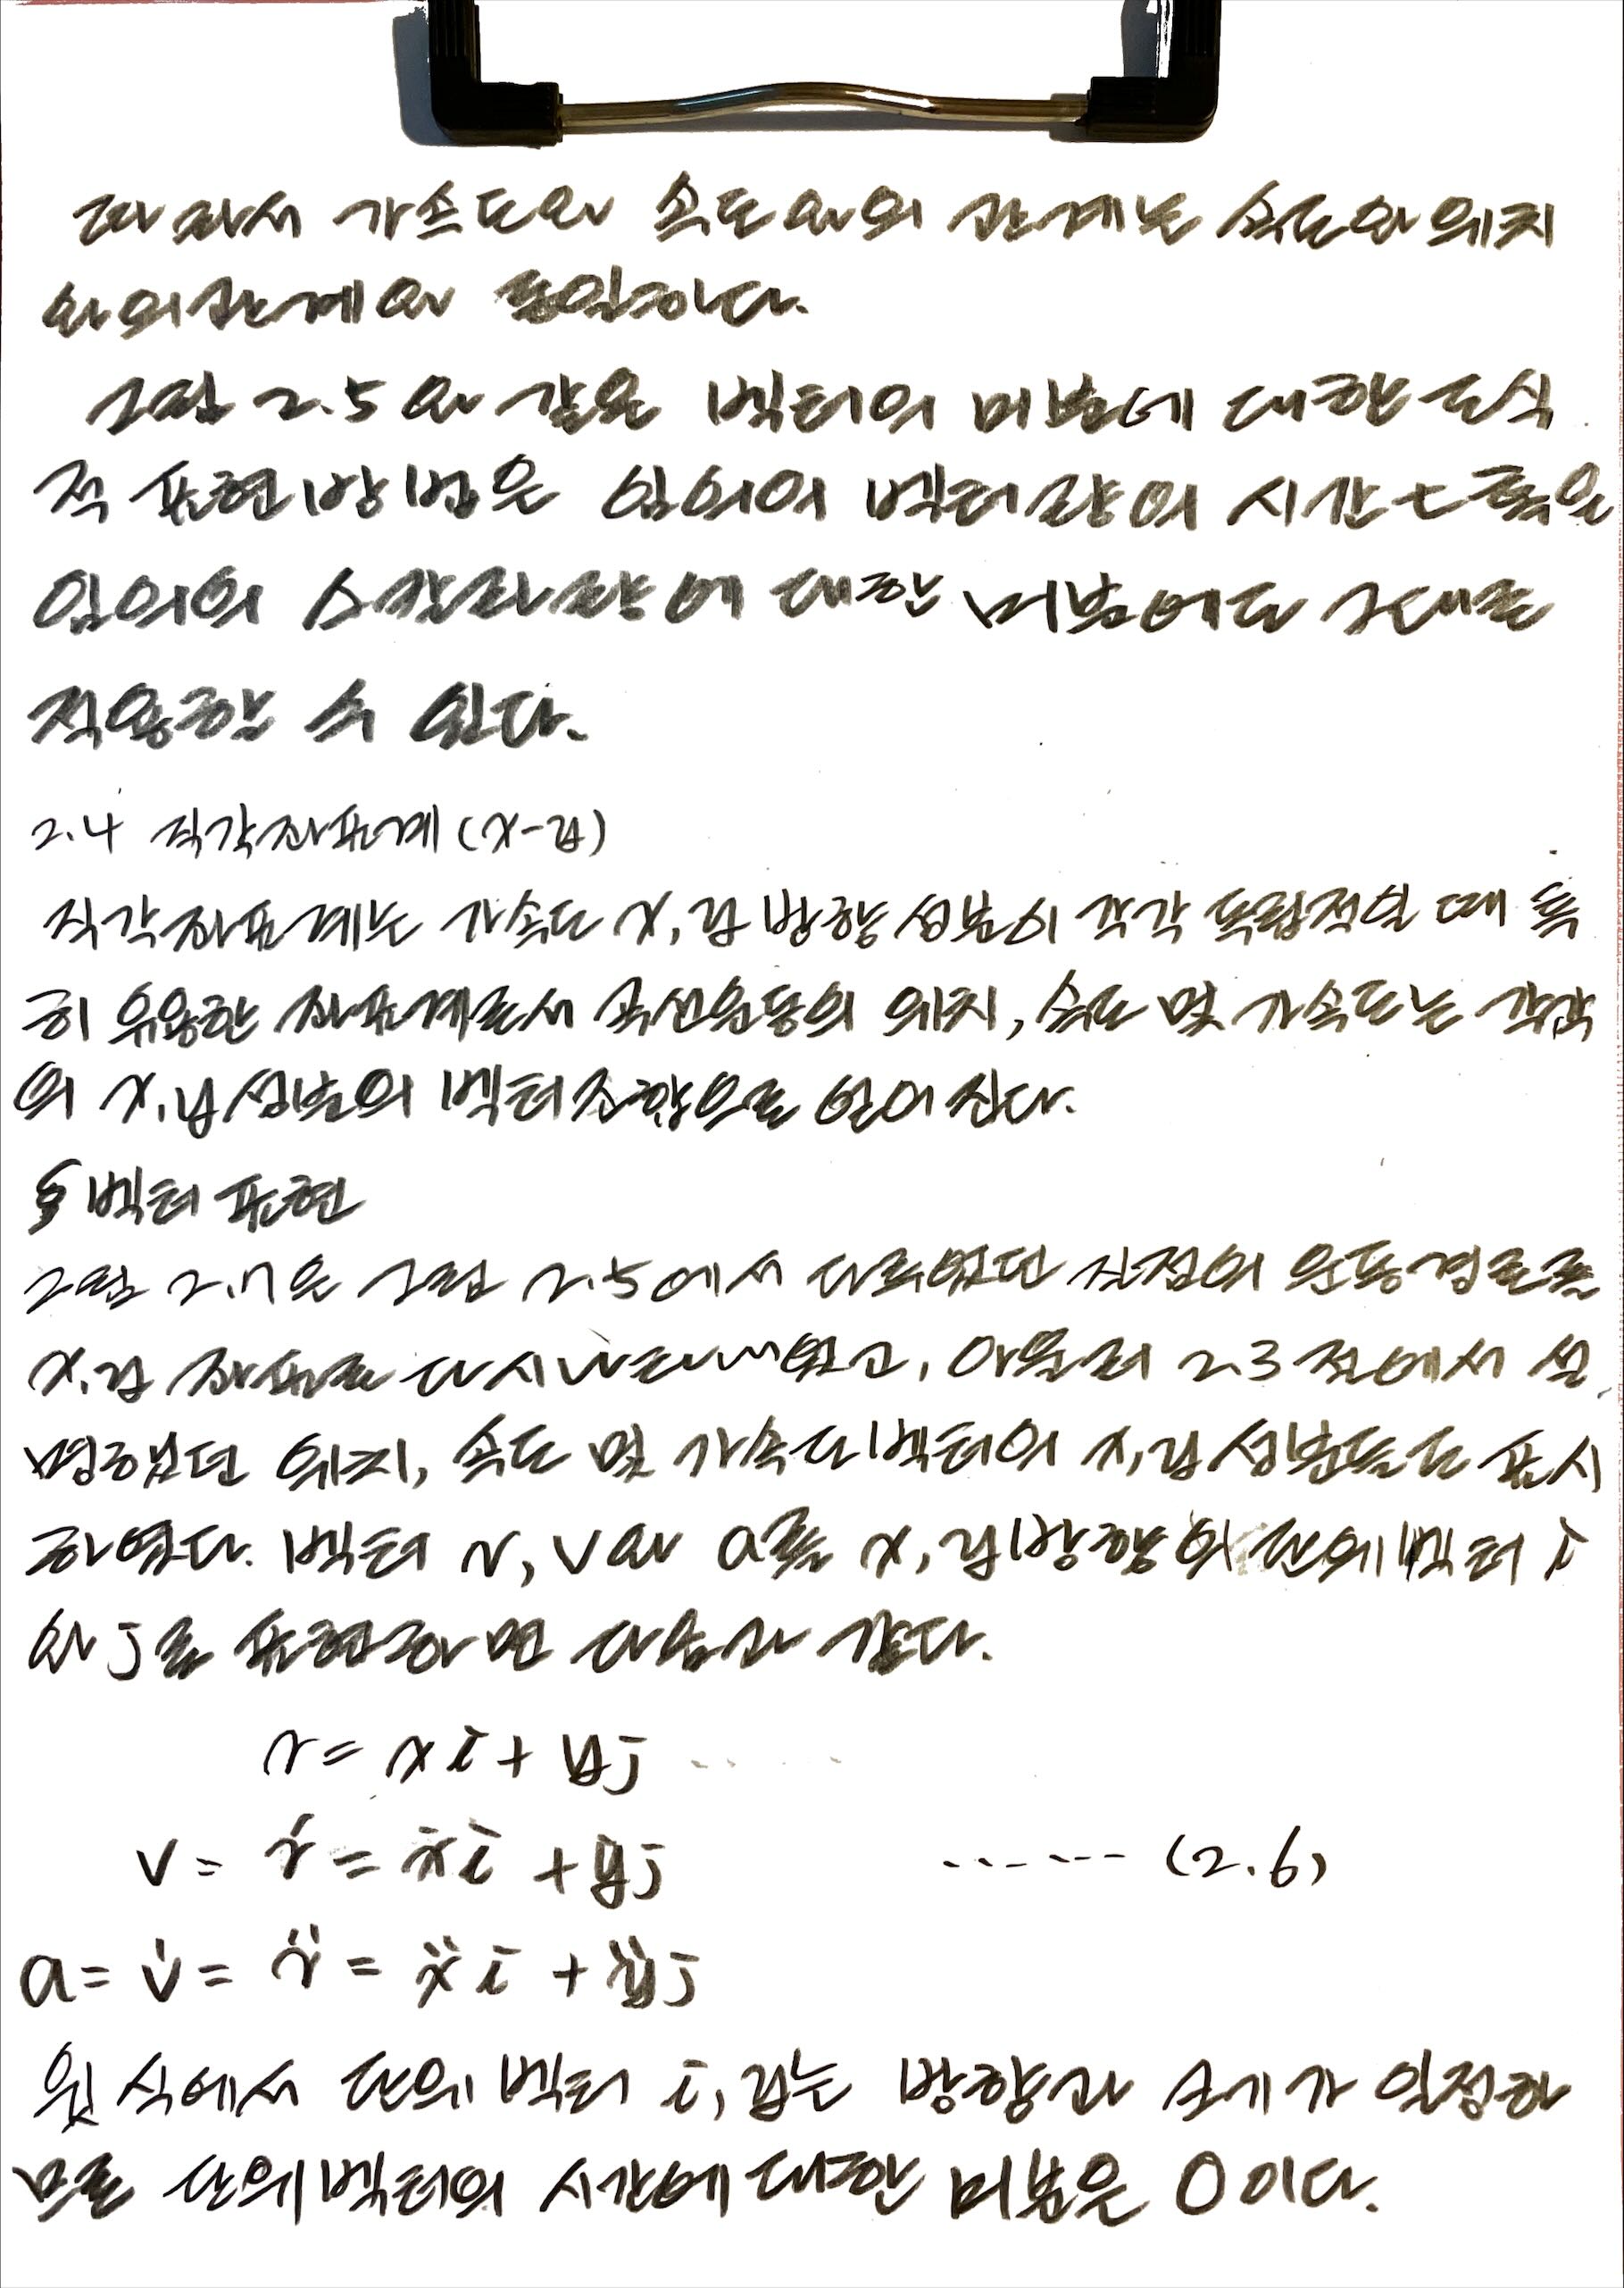 따라서 가속도와 속도와의 관계는 속도와 위치
와의 관계와 동일하다.
그림 2.5와 같은 벡터의 미분에 대한 도식
적 표현방법은 임의의 벡터량의 시간 t 혹은
임의의 스칼라량에 대한 미분에도 그대로
적용할 수 있다.
2.4 직각좌표계 (x-y)
직각좌표계는 가속도 x, y 방향 성분이 각각 독립적일 때 특
히 유용한 좌표계로서 곡선운동의 위치, 속도 및 가속도는 각각
의 x, y 성분의 벡터조합으로 얻어진다.
§ 벡터 표현
그림 2.7은 그림 2.5에서 다루었던 질점의 운동경로를
x, y 좌표로 다시 나타내었고, 아울러 2.3 절에서 설
명하였던 위치, 속도 및 가속도벡터의 x, y 성분들도 표시
하였다. 벡터 r, v와 a를 x, y방향의 단위벡터 i
와 j로 표현하면 다음과 같다.
r = xi + yj
v = ṙ = ẋi + ẏj ------ (2.6)
a = v̇ = r̈ = ẍi + ÿj
윗 식에서 단위 벡터 i, y는 방향과 크기가 일정하
므로 단위벡터의 시간에 대한 미분은 0이다.